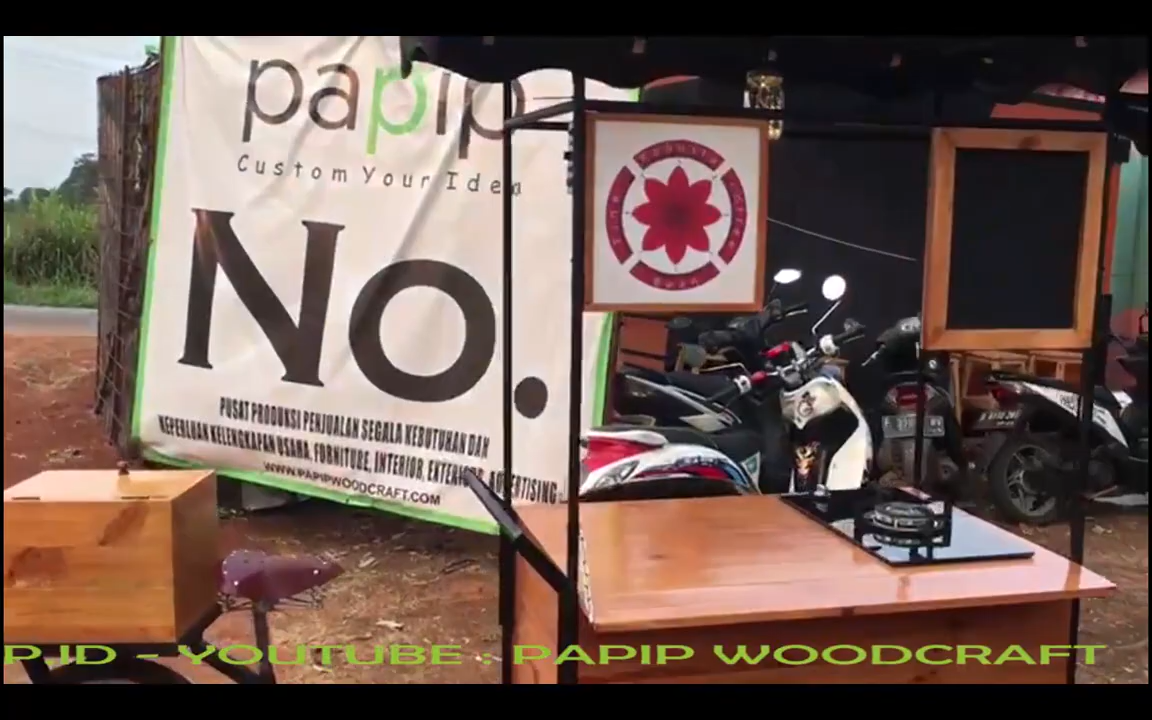 papip
Custom Your Idea
No.
PUSAT PRODUKSI PENJUALAN SEGALA KEBUTUHAN DAN
KEPERLUAN KELENGKAPAN USAHA, FURNITURE, INTERIOR, EXTERIOR, ADVERTISING
WWW.PAPIPWOODCRAFT.COM
P.ID - YOUTUBE : PAPIP WOODCRAFT